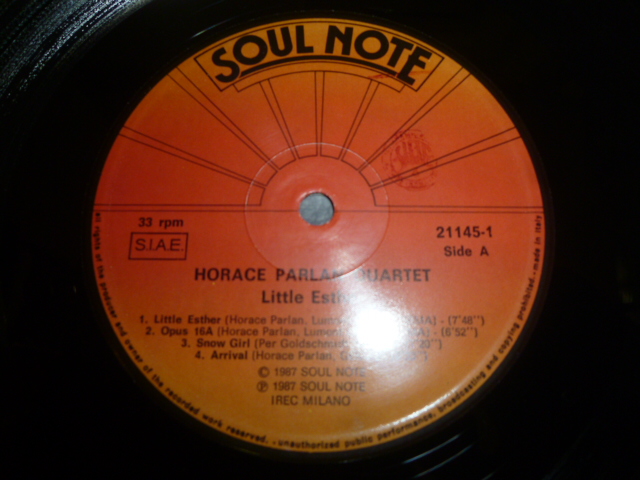 SOUL NOTE
33 rpm
S.I.A.E.
21145-1
Side A
HORACE PARLAN QUARTET
Little Esther
1. Little Esther (Horace Parlan, - (7'48")
2. Opus 16A (Horace Parlan, - (6'52")
3. Snow Girl (Per
4. Arrival (Horace Parlan,
© 1987 SOUL NOTE
℗ 1987 SOUL NOTE
IREC MILANO
all rights of the producer and owner of the recorded work reserved. - unauthorized public performance, broadcasting and copying prohibited. - made in italy